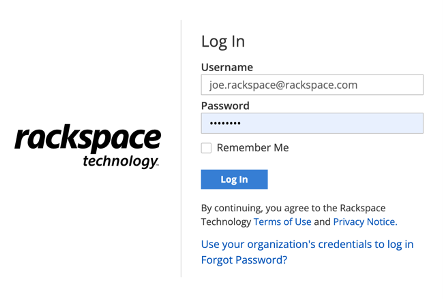 rackspace
technology
Log In
Username
joe.rackspace@rackspace.com
Password
••••••••
Remember Me
Log In
By continuing, you agree to the Rackspace
Technology Terms of Use and Privacy Notice.
Use your organization's credentials to log in
Forgot Password?